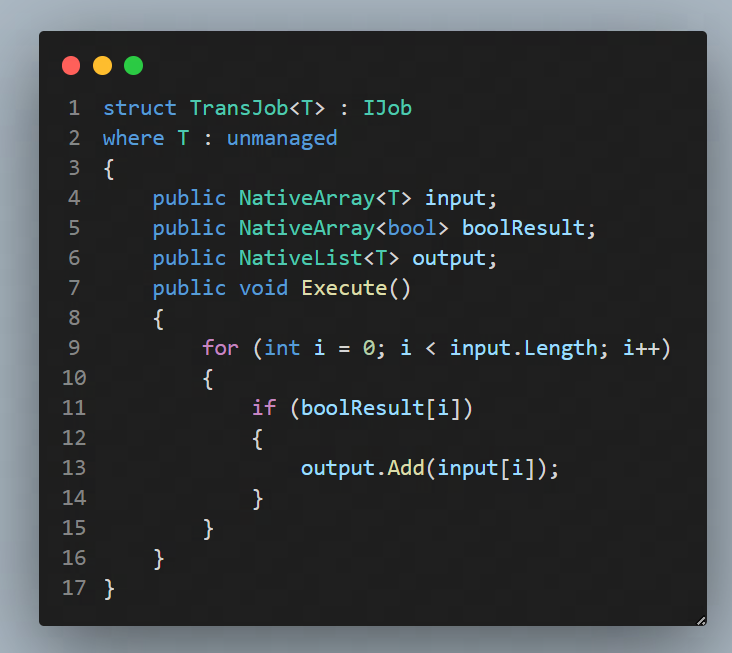 1 struct TransJob<T> : IJob
2 where T : unmanaged
3 {
4     public NativeArray<T> input;
5     public NativeArray<bool> boolResult;
6     public NativeList<T> output;
7     public void Execute()
8     {
9         for (int i = 0; i < input.Length; i++)
10         {
11             if (boolResult[i])
12             {
13                 output.Add(input[i]);
14             }
15         }
16     }
17 }